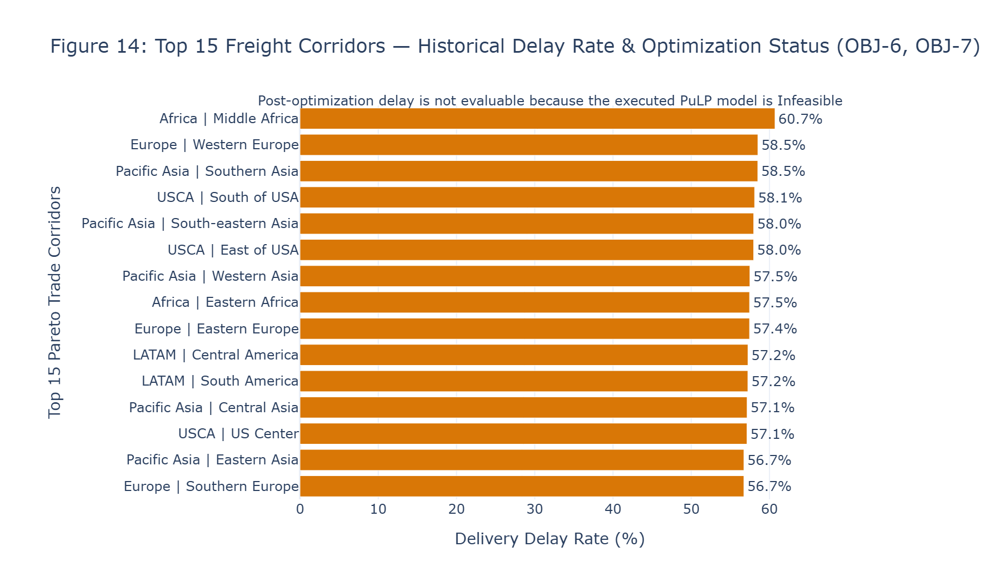 Figure 14: Top 15 Freight Corridors — Historical Delay Rate & Optimization Status (OBJ-6, OBJ-7)
Post-optimization delay is not evaluable because the executed PuLP model is Infeasible
Top 15 Pareto Trade Corridors
Africa | Middle Africa 60.7%
Europe | Western Europe 58.5%
Pacific Asia | Southern Asia 58.5%
USCA | South of USA 58.1%
Pacific Asia | South-eastern Asia 58.0%
USCA | East of USA 58.0%
Pacific Asia | Western Asia 57.5%
Africa | Eastern Africa 57.5%
Europe | Eastern Europe 57.4%
LATAM | Central America 57.2%
LATAM | South America 57.2%
Pacific Asia | Central Asia 57.1%
USCA | US Center 57.1%
Pacific Asia | Eastern Asia 56.7%
Europe | Southern Europe 56.7%
0 10 20 30 40 50 60
Delivery Delay Rate (%)